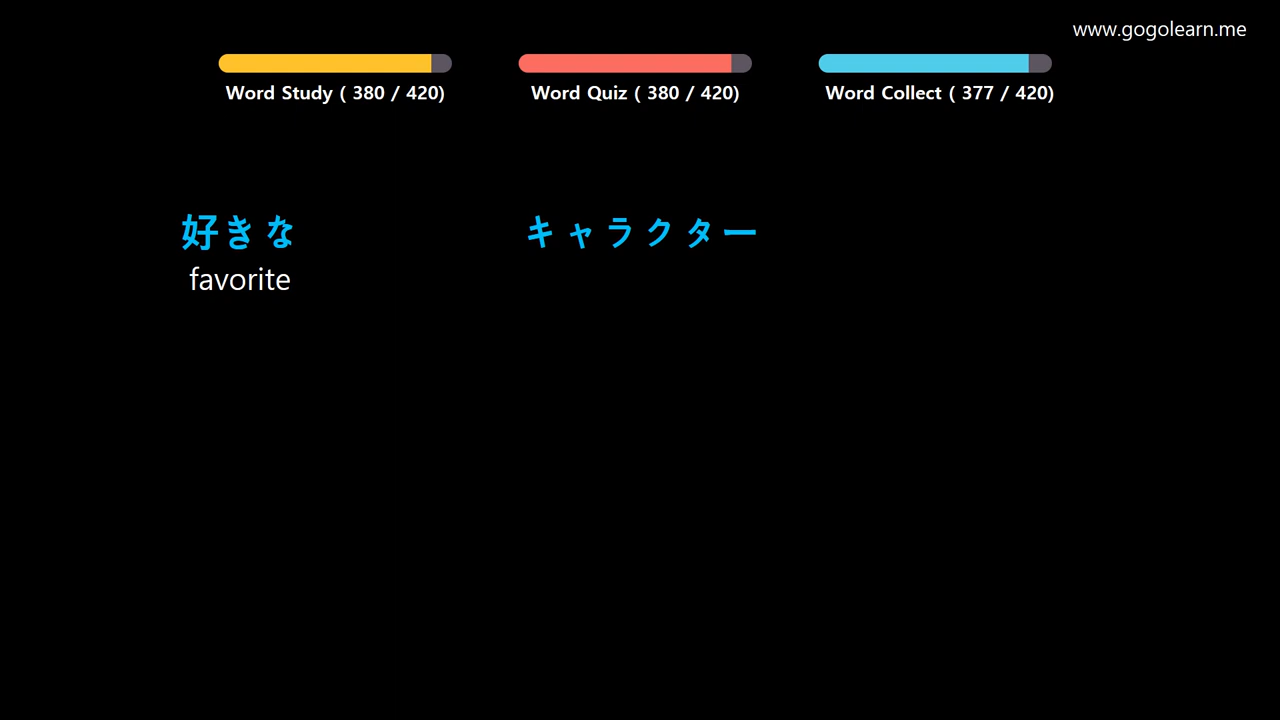 www.gogolearn.me
Word Study ( 380 / 420)
Word Quiz ( 380 / 420)
Word Collect ( 377 / 420)
好きな
キャラクター
favorite